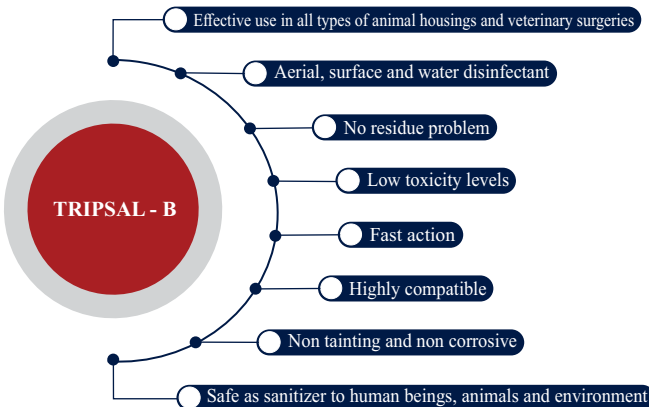 Effective use in all types of animal housings and veterinary surgeries
Aerial, surface and water disinfectant
No residue problem
Low toxicity levels
TRIPSAL - B
Fast action
Highly compatible
Non tainting and non corrosive
Safe as sanitizer to human beings, animals and environment